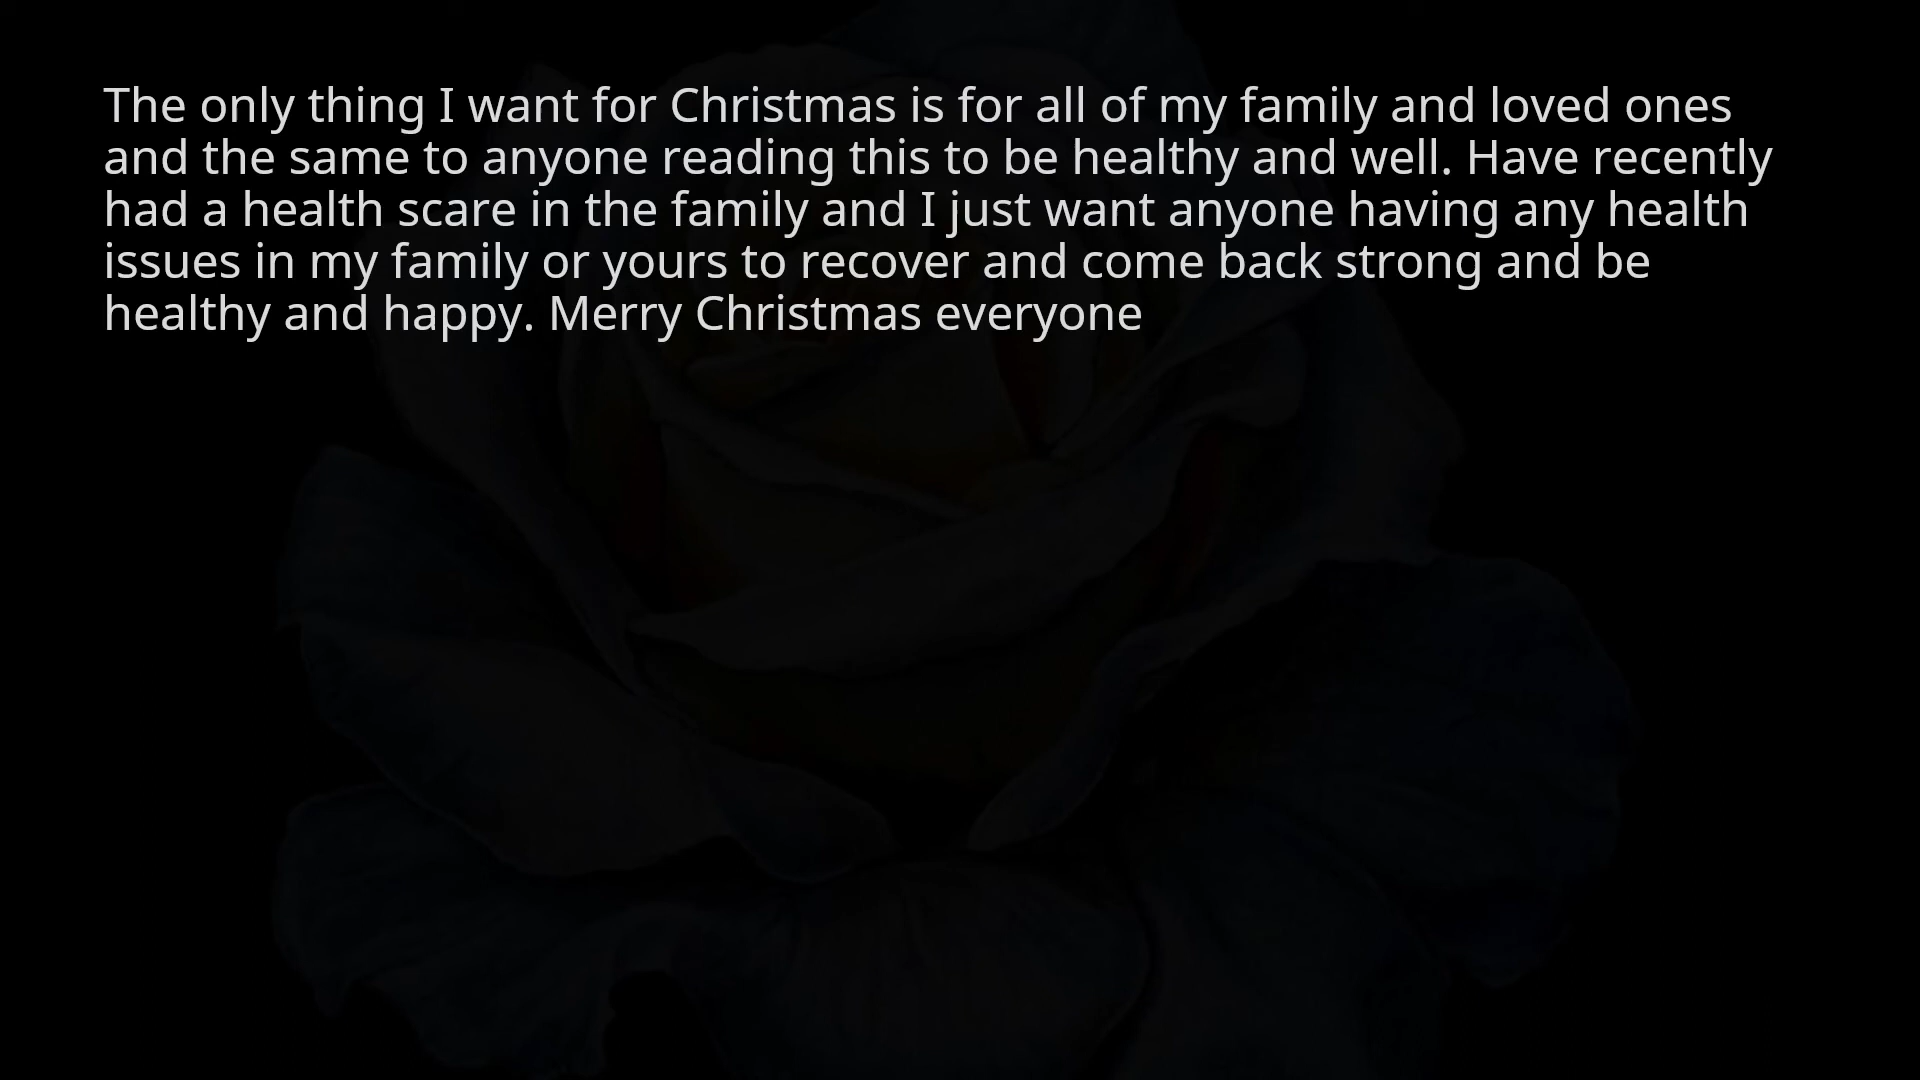 The only thing I want for Christmas is for all of my family and loved ones
and the same to anyone reading this to be healthy and well. Have recently
had a health scare in the family and I just want anyone having any health
issues in my family or yours to recover and come back strong and be
healthy and happy. Merry Christmas everyone